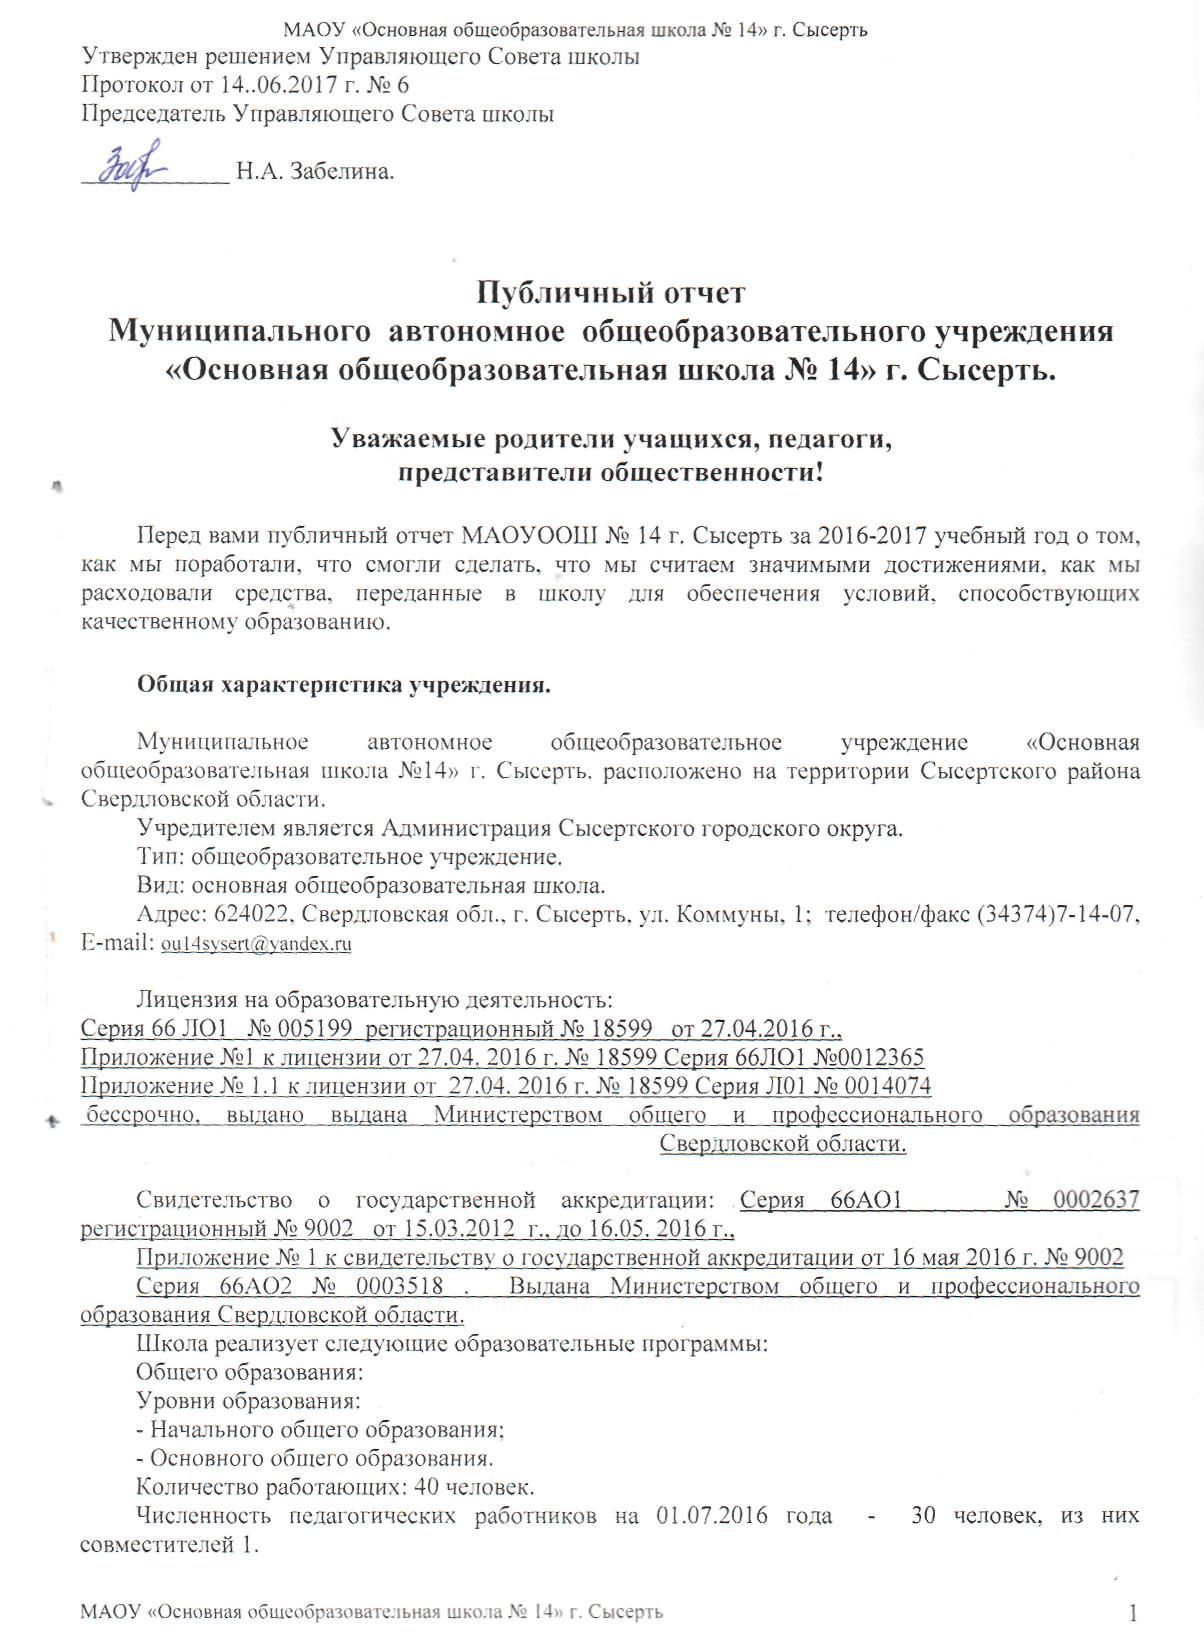 МАОУ «Основная общеобразовательная школа № 14» г. Сысерть
Утвержден решением Управляющего Совета школы
Протокол от 14..06.2017 г. № 6
Председатель Управляющего Совета школы
____________ Н.А. Забелина.
Публичный отчет
Муниципального автономное общеобразовательного учреждения
«Основная общеобразовательная школа № 14» г. Сысерть.
Уважаемые родители учащихся, педагоги,
представители общественности!
Перед вами публичный отчет МАОУООШ № 14 г. Сысерть за 2016-2017 учебный год о том,
как мы поработали, что смогли сделать, что мы считаем значимыми достижениями, как мы
расходовали средства, переданные в школу для обеспечения условий, способствующих
качественному образованию.
Общая характеристика учреждения.
Муниципальное автономное общеобразовательное учреждение «Основная
общеобразовательная школа №14» г. Сысерть. расположено на территории Сысертского района
Свердловской области.
Учредителем является Администрация Сысертского городского округа.
Тип: общеобразовательное учреждение.
Вид: основная общеобразовательная школа.
Адрес: 624022, Свердловская обл., г. Сысерть, ул. Коммуны, 1; телефон/факс (34374)7-14-07,
E-mail: ou14sysert@yandex.ru
Лицензия на образовательную деятельность:
Серия 66 ЛО1 № 005199 регистрационный № 18599 от 27.04.2016 г.,
Приложение №1 к лицензии от 27.04. 2016 г. № 18599 Серия 66ЛО1 №0012365
Приложение № 1.1 к лицензии от 27.04. 2016 г. № 18599 Серия Л01 № 0014074
бессрочно, выдано выдана Министерством общего и профессионального образования
Свердловской области.
Свидетельство о государственной аккредитации: Серия 66АО1 № 0002637
регистрационный № 9002 от 15.03.2012 г., до 16.05. 2016 г.,
Приложение № 1 к свидетельству о государственной аккредитации от 16 мая 2016 г. № 9002
Серия 66АО2 № 0003518 . Выдана Министерством общего и профессионального
образования Свердловской области.
Школа реализует следующие образовательные программы:
Общего образования:
Уровни образования:
- Начального общего образования;
- Основного общего образования.
Количество работающих: 40 человек.
Численность педагогических работников на 01.07.2016 года - 30 человек, из них
совместителей 1.
МАОУ «Основная общеобразовательная школа № 14» г. Сысерть 1